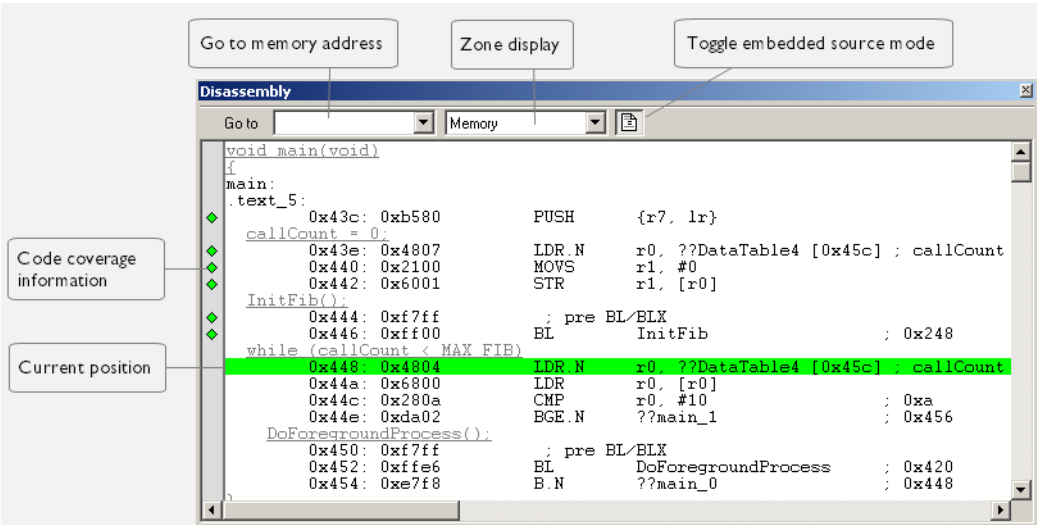 Go to memory address
Zone display
Toggle embedded source mode
Disassembly
Go to Memory
void main(void)
{
main:
.text_5:
0x43c: 0xb580 PUSH {r7, lr}
callCount = 0;
0x43e: 0x4807 LDR.N r0, ??DataTable4 [0x45c] ; callCount
0x440: 0x2100 MOVS r1, #0
0x442: 0x6001 STR r1, [r0]
InitFib();
0x444: 0xf7ff ; pre BL/BLX
0x446: 0xff00 BL InitFib ; 0x248
while (callCount < MAX_FIB)
0x448: 0x4804 LDR.N r0, ??DataTable4 [0x45c] ; callCount
0x44a: 0x6800 LDR r0, [r0]
0x44c: 0x280a CMP r0, #10 ; 0xa
0x44e: 0xda02 BGE.N ??main_1 ; 0x456
DoForegroundProcess();
0x450: 0xf7ff ; pre BL/BLX
0x452: 0xffe6 BL DoForegroundProcess ; 0x420
0x454: 0xe7f8 B.N ??main_0 ; 0x448
}
Code coverage
information
Current position